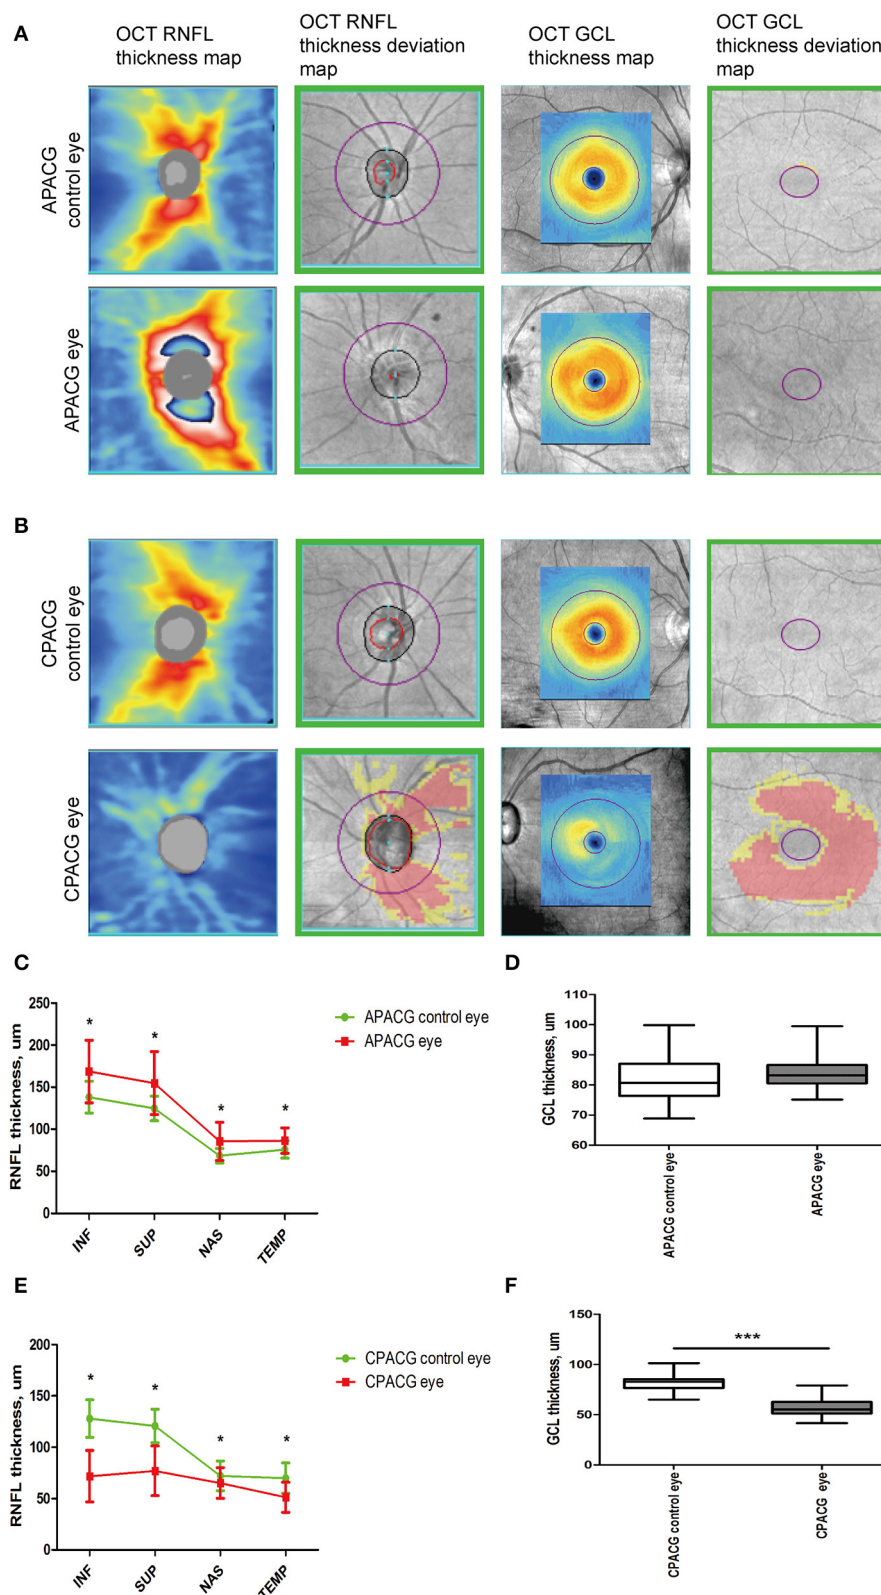 A
OCT RNFL
thickness map
OCT RNFL
thickness deviation
map
OCT GCL
thickness map
OCT GCL
thickness deviation
map
APACG
control eye
APACG eye
B
CPACG
control eye
CPACG eye
C
RNFL thickness, um
250
200
150
100
50
0
*
*
*
*
INF
SUP
NAS
TEMP
APACG control eye
APACG eye
D
GCL thickness, um
110
100
90
80
70
60
APACG control eye
APACG eye
E
RNFL thickness, um
200
150
100
50
0
*
*
*
*
INF
SUP
NAS
TEMP
CPACG control eye
CPACG eye
F
GCL thickness, um
150
100
50
0
***
CPACG control eye
CPACG eye